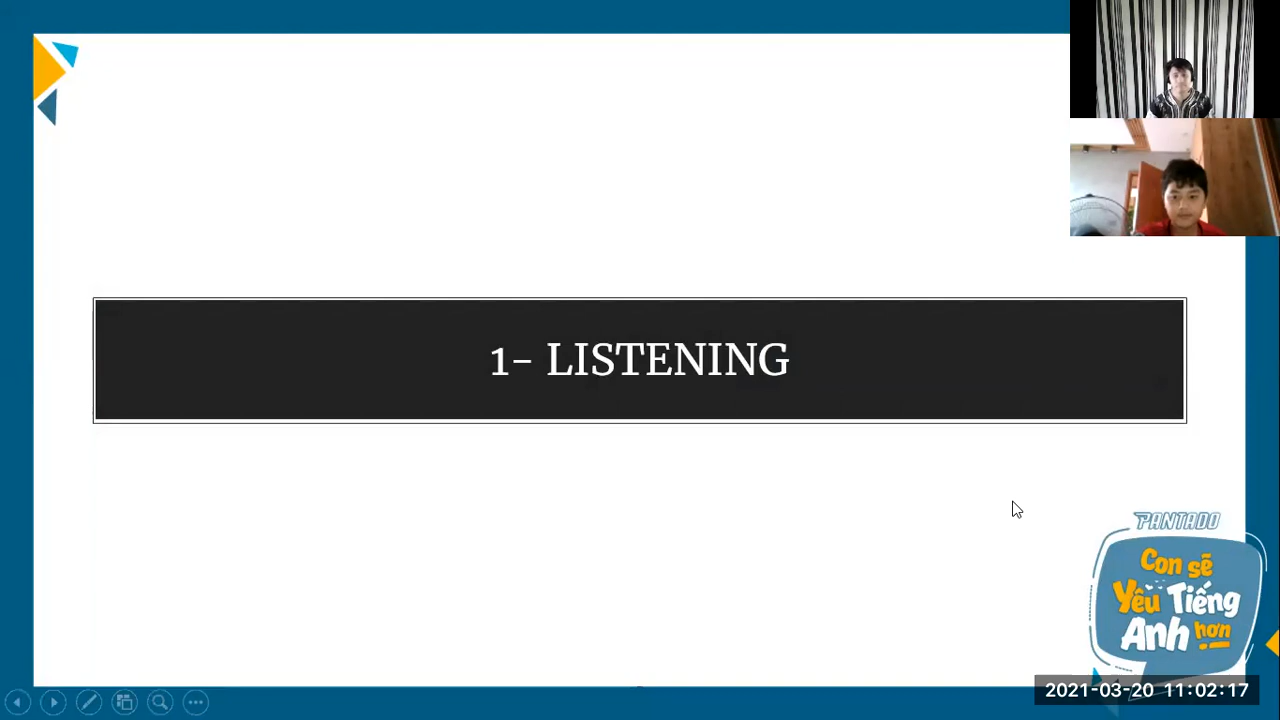 1- LISTENING
PANTADO
Con sẽ
Yêu Tiếng
Anh hơn
2021-03-20 11:02:17